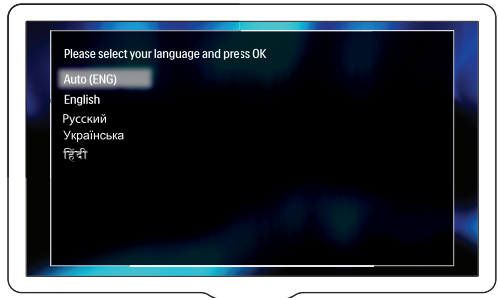 Please select your language and press OK
Auto (ENG)
English
Русский
Українська
हिंदी